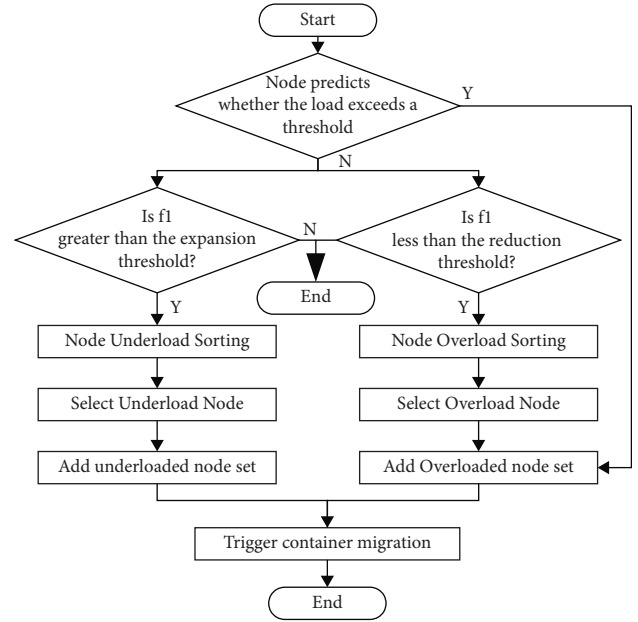 Start
Node predicts
whether the load exceeds a
threshold
Y
N
Is f1
greater than the expansion
threshold?
N
Is f1
less than the reduction
threshold?
End
Y
Y
Node Underload Sorting
Node Overload Sorting
Select Underload Node
Select Overload Node
Add underloaded node set
Add Overloaded node set
Trigger container migration
End